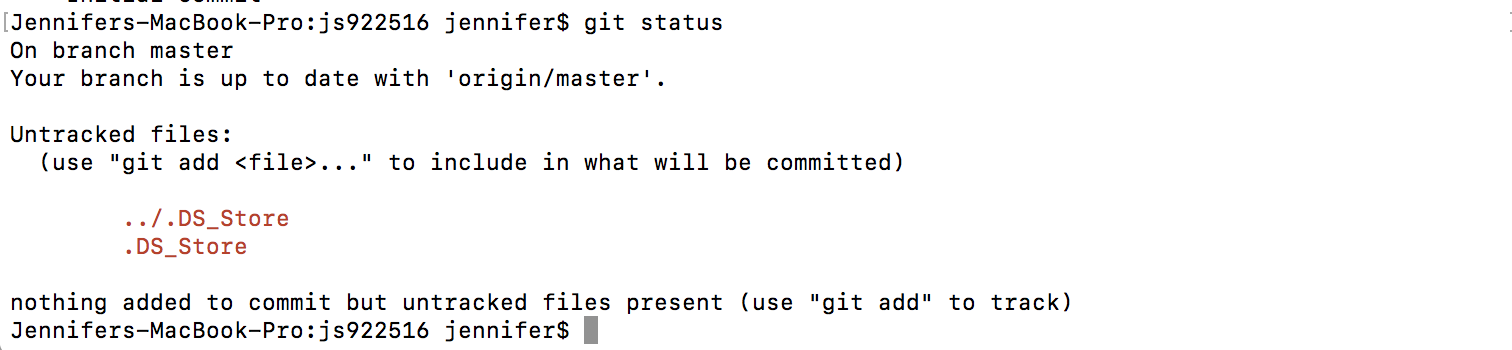 [Jennifers-MacBook-Pro:js922516 jennifer$ git status ]
On branch master
Your branch is up to date with 'origin/master'.
Untracked files:
(use "git add <file>..." to include in what will be committed)
../.DS_Store
.DS_Store
nothing added to commit but untracked files present (use "git add" to track)
Jennifers-MacBook-Pro:js922516 jennifer$